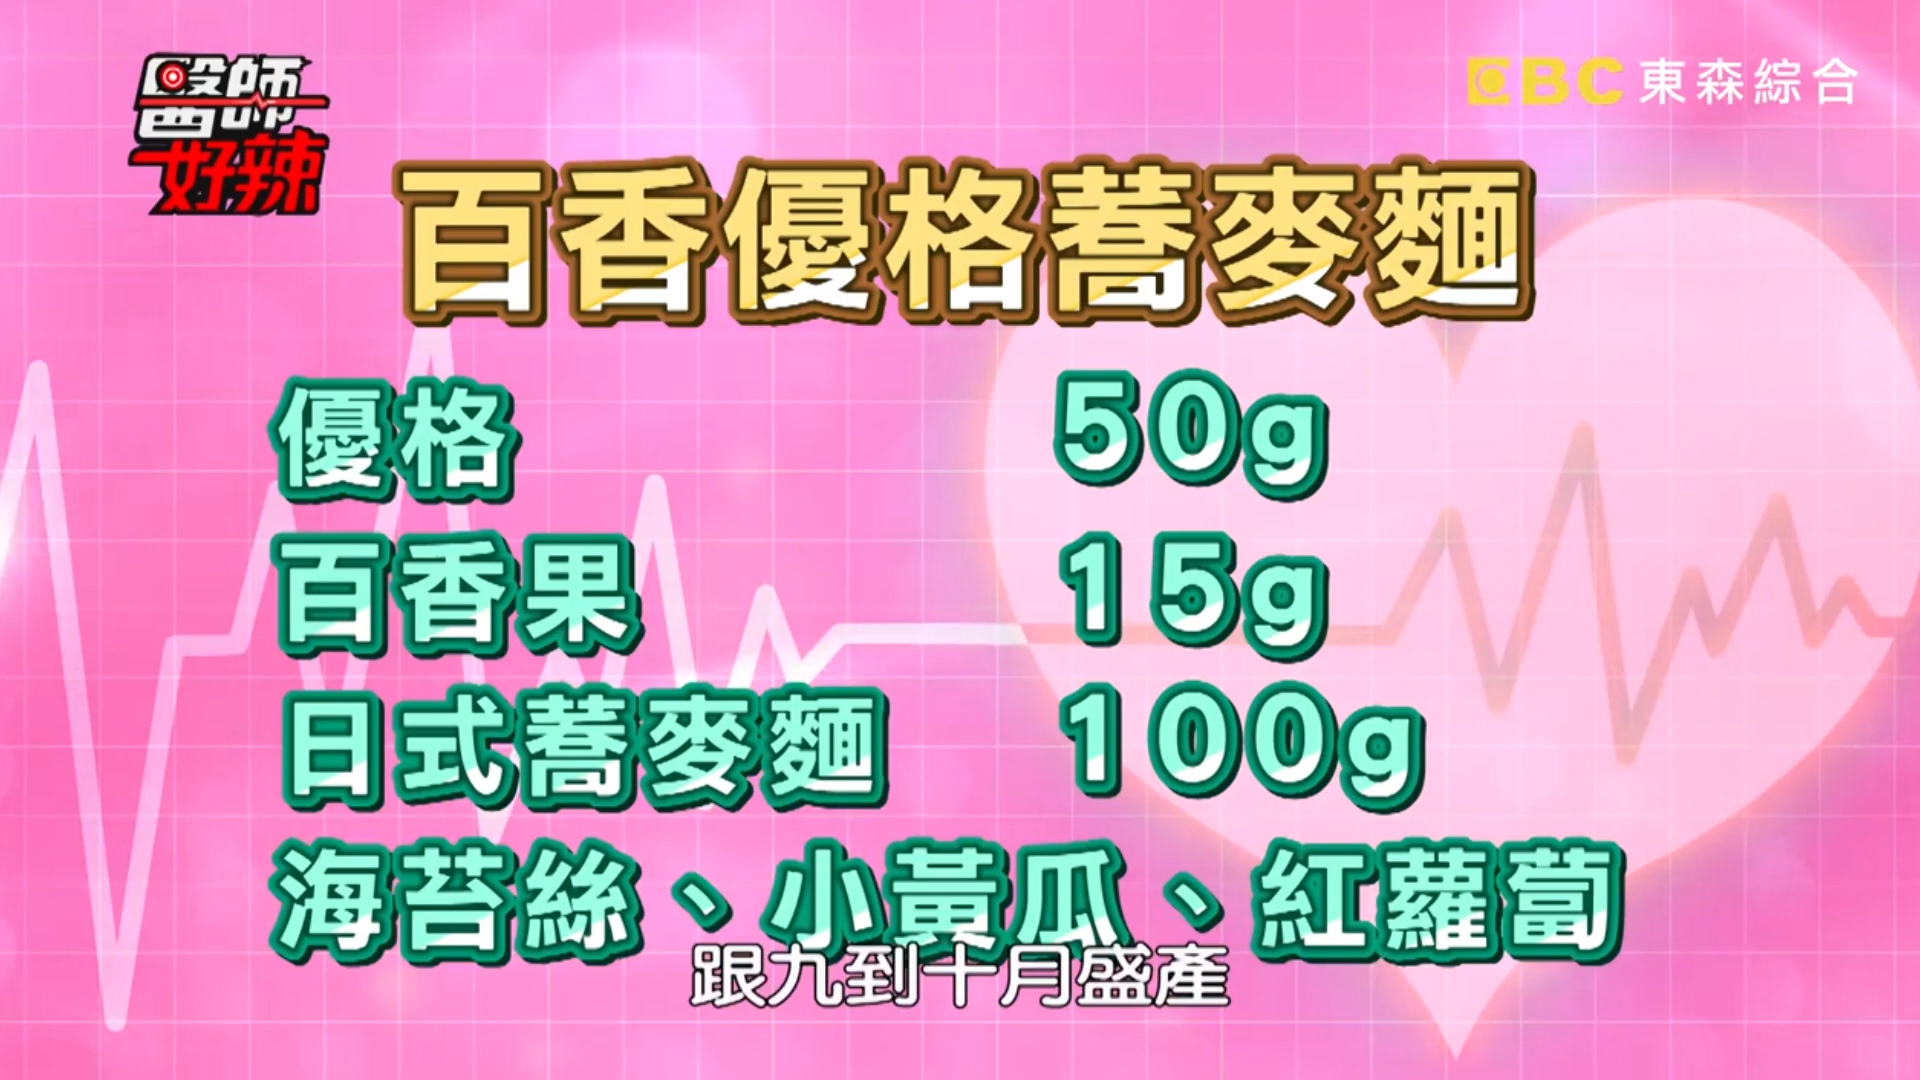 醫師
好辣
EBC 東森綜合
百香優格蕎麥麵
優格 50g
百香果 15g
日式蕎麥麵 100g
海苔絲、小黃瓜、紅蘿蔔
跟九到十月盛產